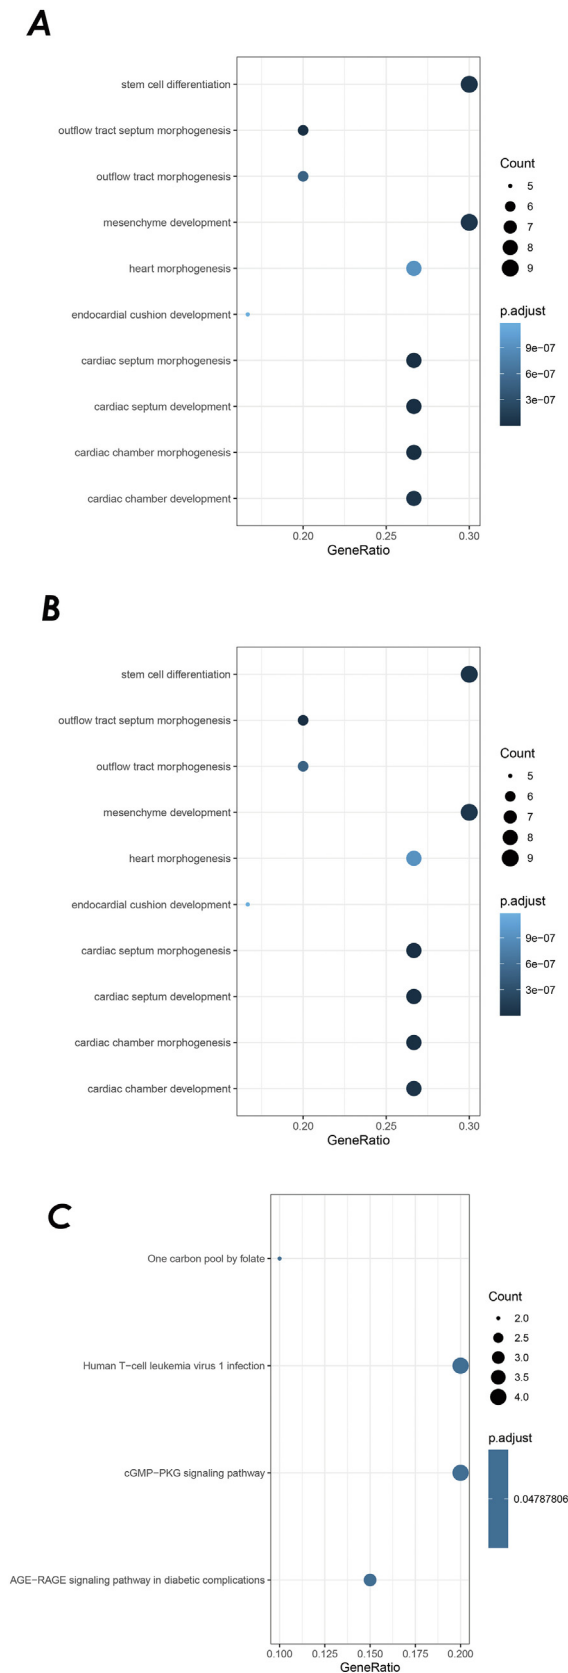 A
stem cell differentiation
outflow tract septum morphogenesis
outflow tract morphogenesis
mesenchyme development
heart morphogenesis
endocardial cushion development
cardiac septum morphogenesis
cardiac septum development
cardiac chamber morphogenesis
cardiac chamber development
0.20 0.25 0.30
GeneRatio
Count
5
6
7
8
9
p.adjust
9e−07
6e−07
3e−07
B
stem cell differentiation
outflow tract septum morphogenesis
outflow tract morphogenesis
mesenchyme development
heart morphogenesis
endocardial cushion development
cardiac septum morphogenesis
cardiac septum development
cardiac chamber morphogenesis
cardiac chamber development
0.20 0.25 0.30
GeneRatio
Count
5
6
7
8
9
p.adjust
9e−07
6e−07
3e−07
C
One carbon pool by folate
Human T−cell leukemia virus 1 infection
cGMP−PKG signaling pathway
AGE−RAGE signaling pathway in diabetic complications
0.100 0.125 0.150 0.175 0.200
GeneRatio
Count
2.0
2.5
3.0
3.5
4.0
p.adjust
0.04787806